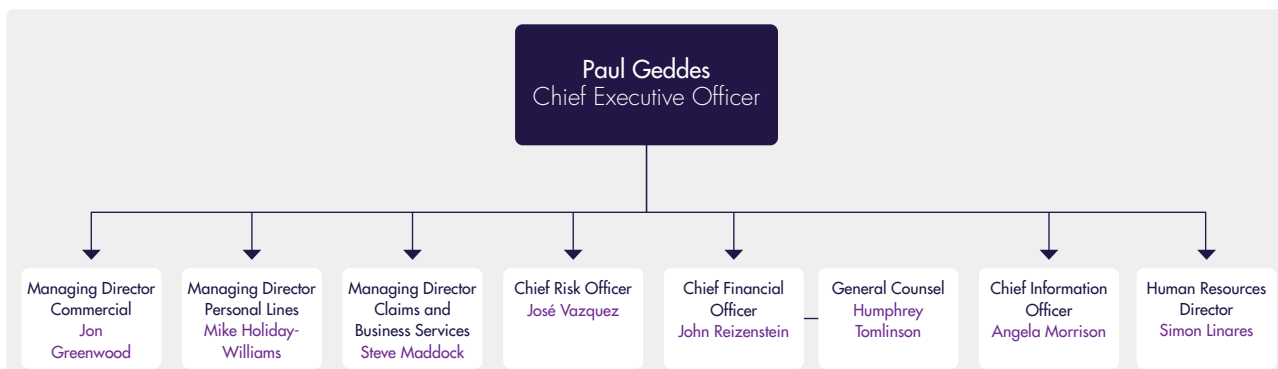 Paul Geddes
Chief Executive Officer
Managing Director
Commercial
Jon
Greenwood
Managing Director
Personal Lines
Mike Holiday-
Williams
Managing Director
Claims and
Business Services
Steve Maddock
Chief Risk Officer
José Vazquez
Chief Financial
Officer
John Reizenstein
General Counsel
Humphrey
Tomlinson
Chief Information
Officer
Angela Morrison
Human Resources
Director
Simon Linares